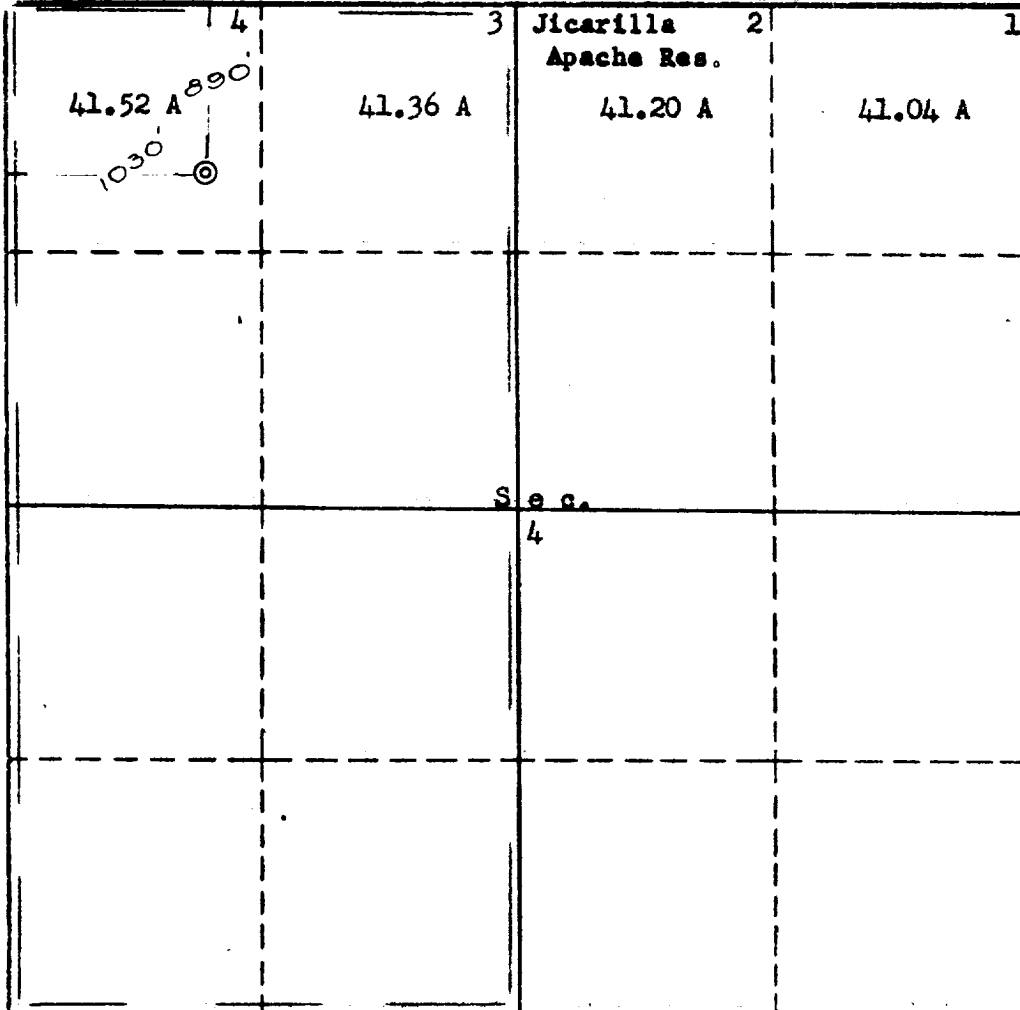 4 3 Jicarilla 2 1
Apache Res.
890'
41.52 A 41.36 A 41.20 A 41.04 A
1030'
Sec.
4